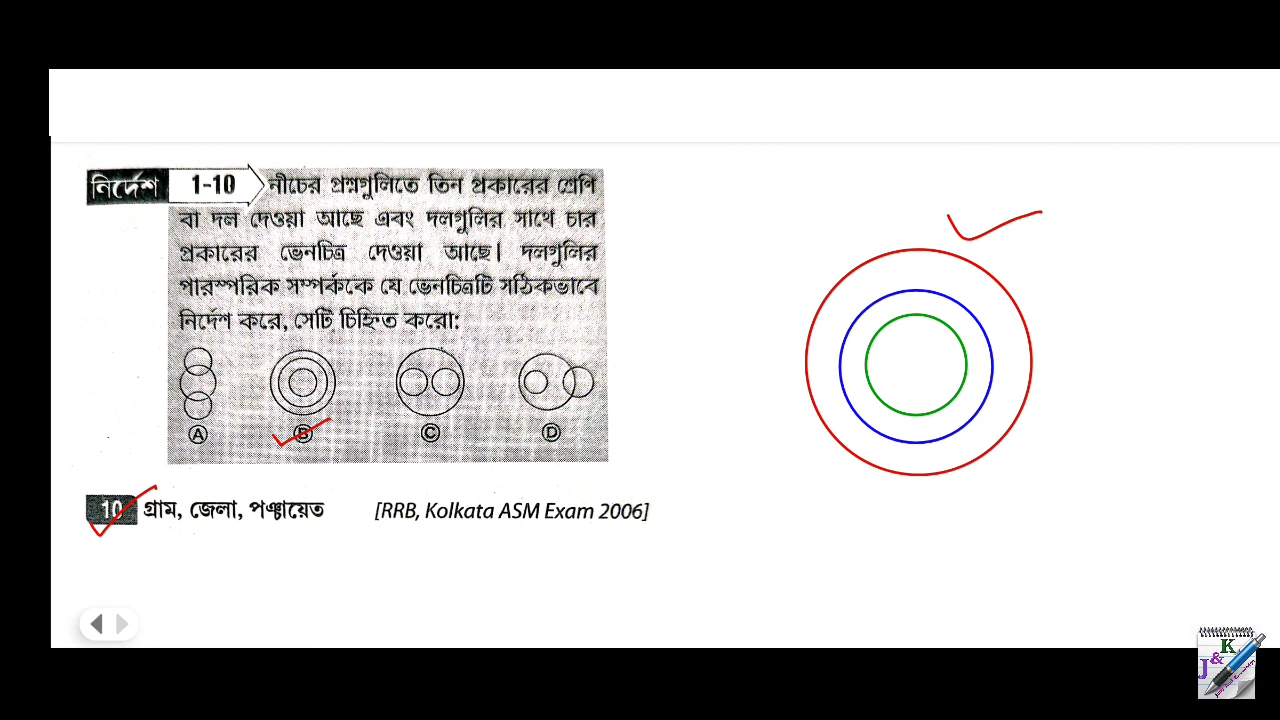 নির্দেশ 1-10 নীচের প্রশ্নগুলিতে তিন প্রকারের শ্রেণি
বা দল দেওয়া আছে এবং দলগুলির সাথে চার
প্রকারের ভেনচিত্র দেওয়া আছে। দলগুলির
পারস্পরিক সম্পর্ককে যে ভেনচিত্রটি সঠিকভাবে
নির্দেশ করে, সেটি চিহ্নিত করো:
A B C D
10 গ্রাম, জেলা, পঞ্চায়েত [RRB, Kolkata ASM Exam 2006]
J&K